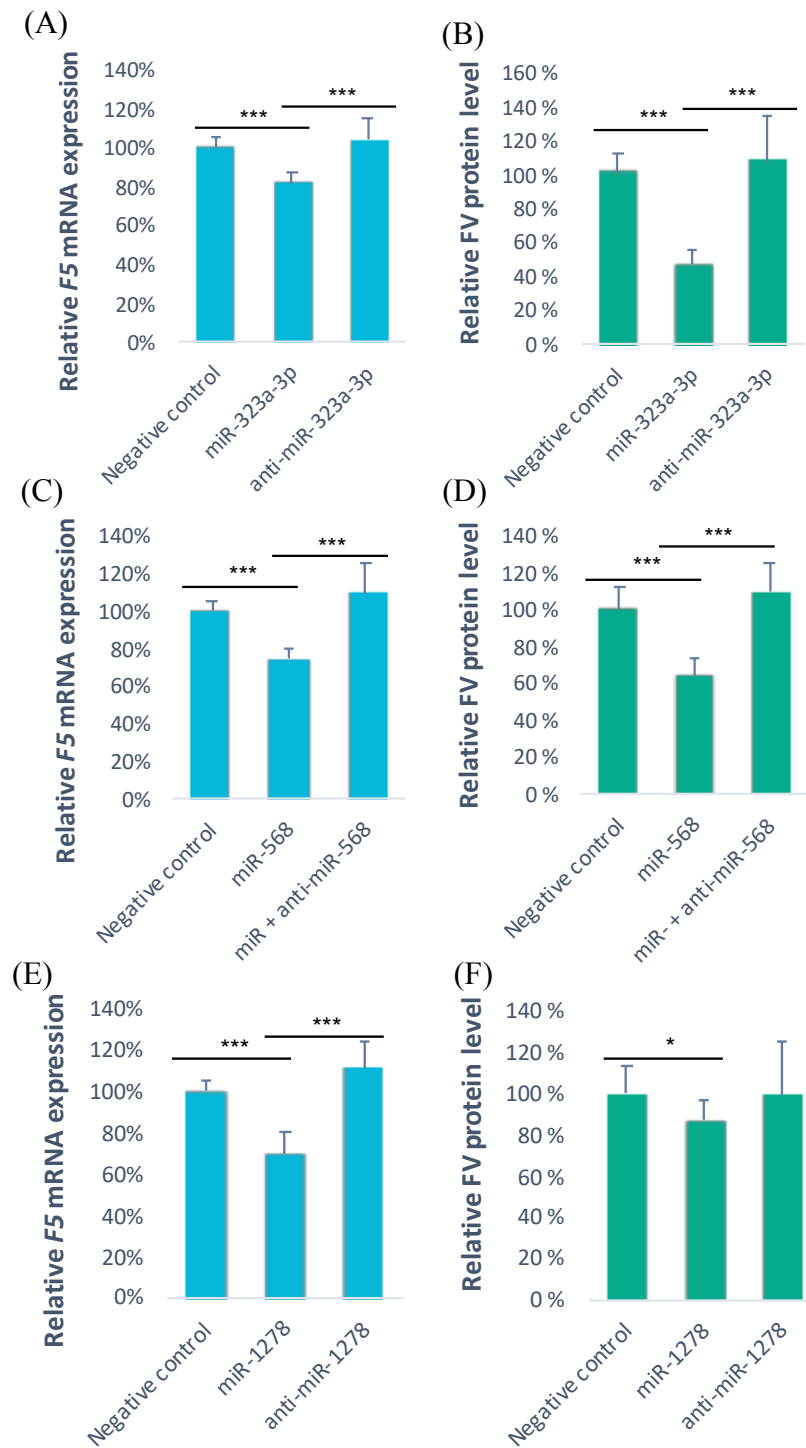 (A)
Relative F5 mRNA expression
140%
120%
100%
80%
60%
40%
20%
0%
***
***
Negative control
miR-323a-3p
anti-miR-323a-3p
(B)
Relative FV protein level
160 %
140 %
120 %
100 %
80 %
60 %
40 %
20 %
0 %
***
***
Negative control
miR-323a-3p
anti-miR-323a-3p
(C)
Relative F5 mRNA expression
140%
120%
100%
80%
60%
40%
20%
0%
***
***
Negative control
miR-568
miR + anti-miR-568
(D)
Relative FV protein level
140 %
120 %
100 %
80 %
60 %
40 %
20 %
0 %
***
***
Negative control
miR-568
miR- + anti-miR-568
(E)
Relative F5 mRNA expression
140%
120%
100%
80%
60%
40%
20%
0%
***
***
Negative control
miR-1278
anti-miR-1278
(F)
Relative FV protein level
140 %
120 %
100 %
80 %
60 %
40 %
20 %
0 %
*
Negative control
miR-1278
anti-miR-1278